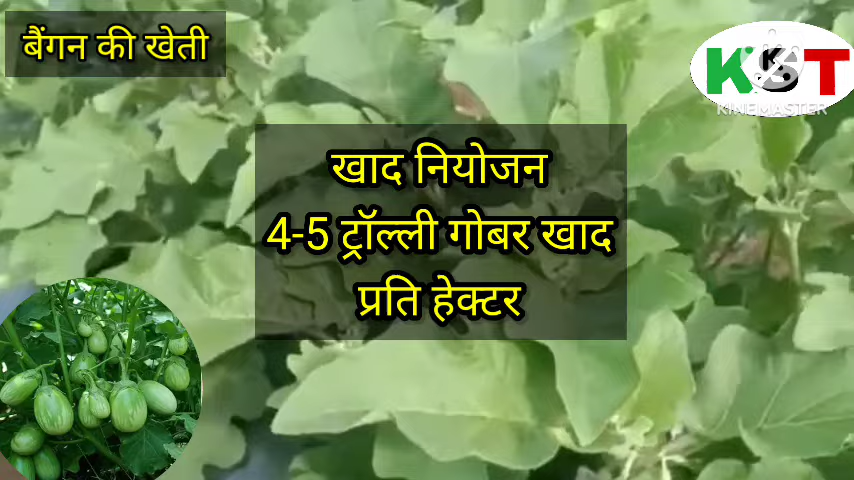 बैंगन की खेती
KST
KINEMASTER
खाद नियोजन
4-5 ट्रॉल्ली गोबर खाद
प्रति हेक्टर